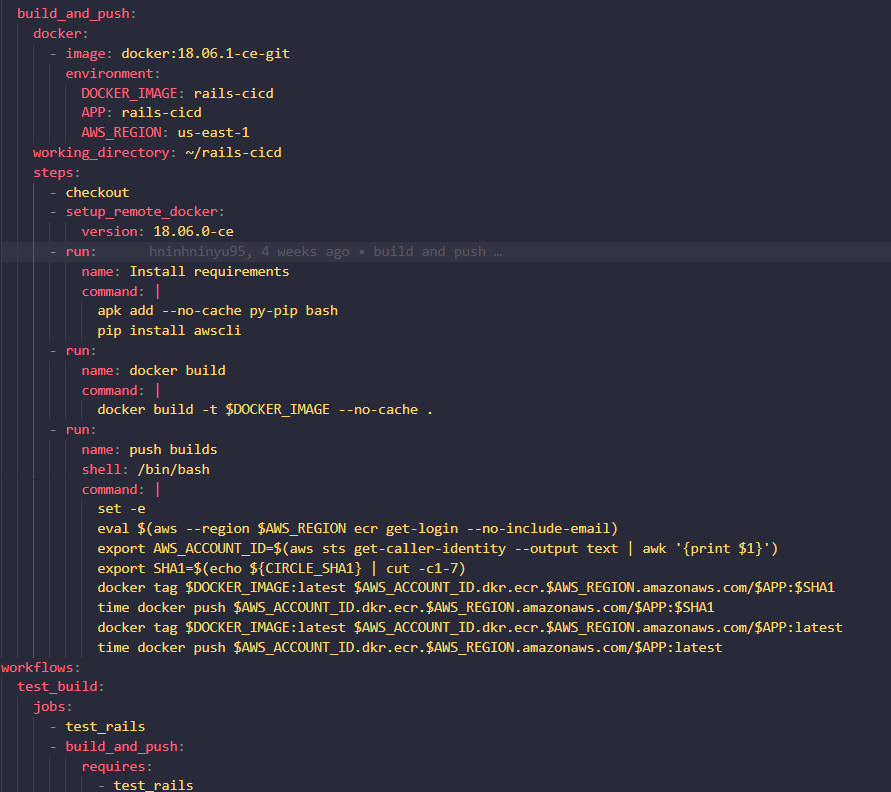 build_and_push:
docker:
- image: docker:18.06.1-ce-git
environment:
DOCKER_IMAGE: rails-cicd
APP: rails-cicd
AWS_REGION: us-east-1
working_directory: ~/rails-cicd
steps:
- checkout
- setup_remote_docker:
version: 18.06.0-ce
- run: hninhninyu95, 4 weeks ago • build and push …
name: Install requirements
command: |
apk add --no-cache py-pip bash
pip install awscli
- run:
name: docker build
command: |
docker build -t $DOCKER_IMAGE --no-cache .
- run:
name: push builds
shell: /bin/bash
command: |
set -e
eval $(aws --region $AWS_REGION ecr get-login --no-include-email)
export AWS_ACCOUNT_ID=$(aws sts get-caller-identity --output text | awk '{print $1}')
export SHA1=$(echo ${CIRCLE_SHA1} | cut -c1-7)
docker tag $DOCKER_IMAGE:latest $AWS_ACCOUNT_ID.dkr.ecr.$AWS_REGION.amazonaws.com/$APP:$SHA1
time docker push $AWS_ACCOUNT_ID.dkr.ecr.$AWS_REGION.amazonaws.com/$APP:$SHA1
docker tag $DOCKER_IMAGE:latest $AWS_ACCOUNT_ID.dkr.ecr.$AWS_REGION.amazonaws.com/$APP:latest
time docker push $AWS_ACCOUNT_ID.dkr.ecr.$AWS_REGION.amazonaws.com/$APP:latest
workflows:
test_build:
jobs:
- test_rails
- build_and_push:
requires:
- test_rails